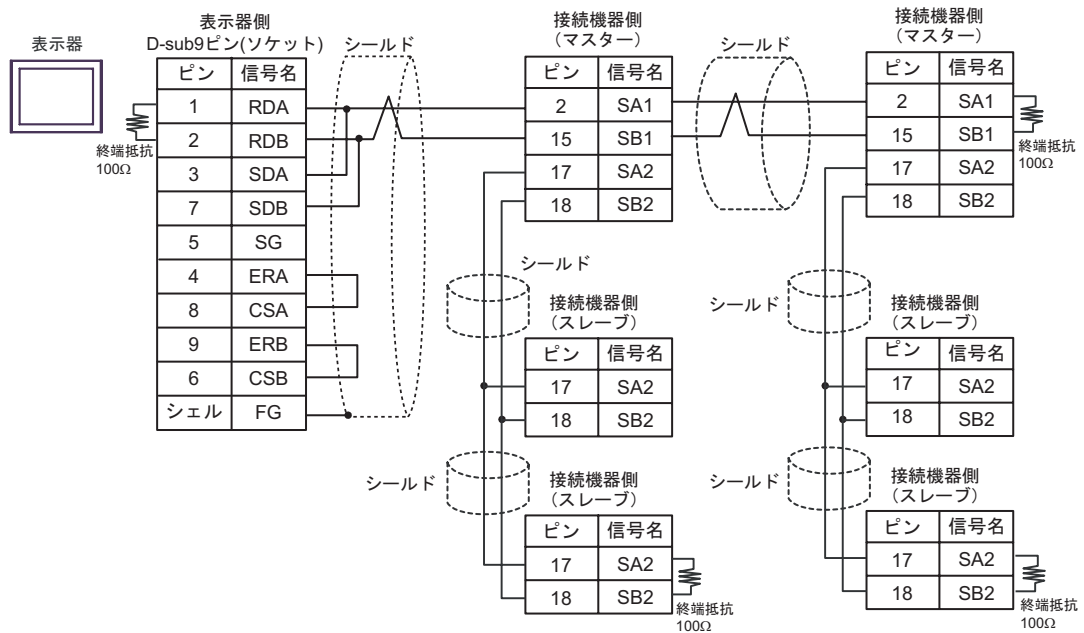 表示器
表示器側
D-sub9ピン(ソケット)
ピン 信号名
1 RDA
2 RDB
3 SDA
7 SDB
5 SG
4 ERA
8 CSA
9 ERB
6 CSB
シェル FG
終端抵抗
100Ω
シールド
接続機器側
（マスター）
ピン 信号名
2 SA1
15 SB1
17 SA2
18 SB2
シールド
接続機器側
（マスター）
ピン 信号名
2 SA1
15 SB1
17 SA2
18 SB2
終端抵抗
100Ω
シールド
接続機器側
（スレーブ）
ピン 信号名
17 SA2
18 SB2
シールド
接続機器側
（スレーブ）
ピン 信号名
17 SA2
18 SB2
終端抵抗
100Ω
シールド
接続機器側
（スレーブ）
ピン 信号名
17 SA2
18 SB2
シールド
接続機器側
（スレーブ）
ピン 信号名
17 SA2
18 SB2
終端抵抗
100Ω